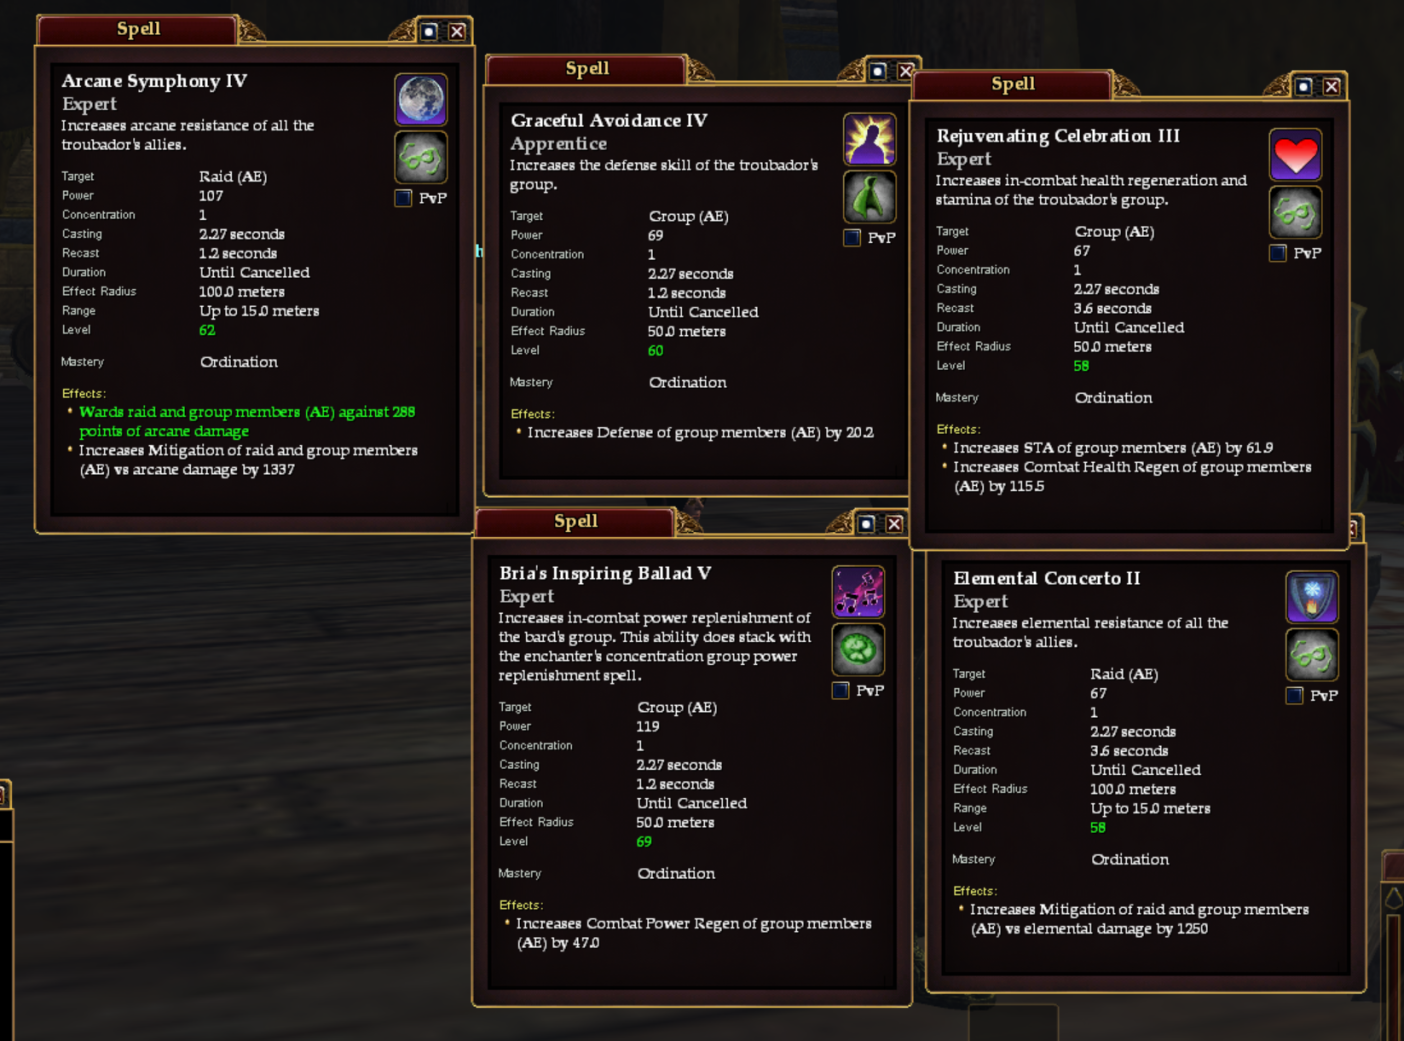 Spell
Arcane Symphony IV
Expert
Increases arcane resistance of all the
troubador's allies.
PvP
Target Raid (AE)
Power 107
Concentration 1
Casting 2.27 seconds
Recast 1.2 seconds
Duration Until Cancelled
Effect Radius 100.0 meters
Range Up to 15.0 meters
Level 62
Mastery Ordination
Effects:
• Wards raid and group members (AE) against 288
points of arcane damage
• Increases Mitigation of raid and group members
(AE) vs arcane damage by 1337
Spell
Graceful Avoidance IV
Apprentice
Increases the defense skill of the troubador's
group.
PvP
Target Group (AE)
Power 69
Concentration 1
Casting 2.27 seconds
Recast 1.2 seconds
Duration Until Cancelled
Effect Radius 50.0 meters
Level 60
Mastery Ordination
Effects:
• Increases Defense of group members (AE) by 20.2
Spell
Rejuvenating Celebration III
Expert
Increases in-combat health regeneration and
stamina of the troubador's group.
PvP
Target Group (AE)
Power 67
Concentration 1
Casting 2.27 seconds
Recast 3.6 seconds
Duration Until Cancelled
Effect Radius 50.0 meters
Level 58
Mastery Ordination
Effects:
• Increases STA of group members (AE) by 61.9
• Increases Combat Health Regen of group members
(AE) by 115.5
Spell
Bria's Inspiring Ballad V
Expert
Increases in-combat power replenishment of
the bard's group. This ability does stack with
the enchanter's concentration group power
replenishment spell.
PvP
Target Group (AE)
Power 119
Concentration 1
Casting 2.27 seconds
Recast 1.2 seconds
Duration Until Cancelled
Effect Radius 50.0 meters
Level 69
Mastery Ordination
Effects:
• Increases Combat Power Regen of group members
(AE) by 47.0
Elemental Concerto II
Expert
Increases elemental resistance of all the
troubador's allies.
PvP
Target Raid (AE)
Power 67
Concentration 1
Casting 2.27 seconds
Recast 3.6 seconds
Duration Until Cancelled
Effect Radius 100.0 meters
Range Up to 15.0 meters
Level 58
Mastery Ordination
Effects:
• Increases Mitigation of raid and group members
(AE) vs elemental damage by 1250